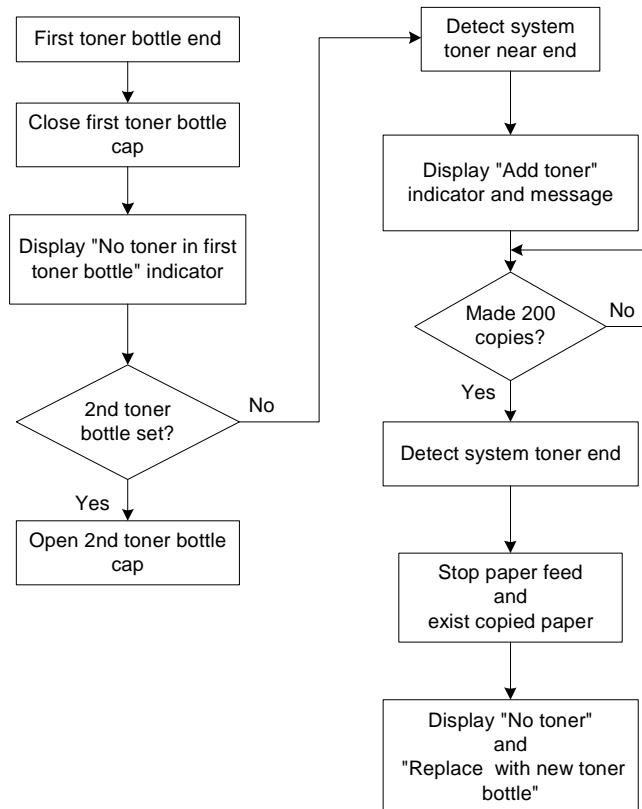 First toner bottle end
Close first toner bottle
cap
Display "No toner in first
toner bottle" indicator
2nd toner
bottle set?
No
Yes
Open 2nd toner bottle
cap
Detect system
toner near end
Display "Add toner"
indicator and message
Made 200
copies?
No
Yes
Detect system toner end
Stop paper feed
and
exist copied paper
Display "No toner"
and
"Replace with new toner
bottle"